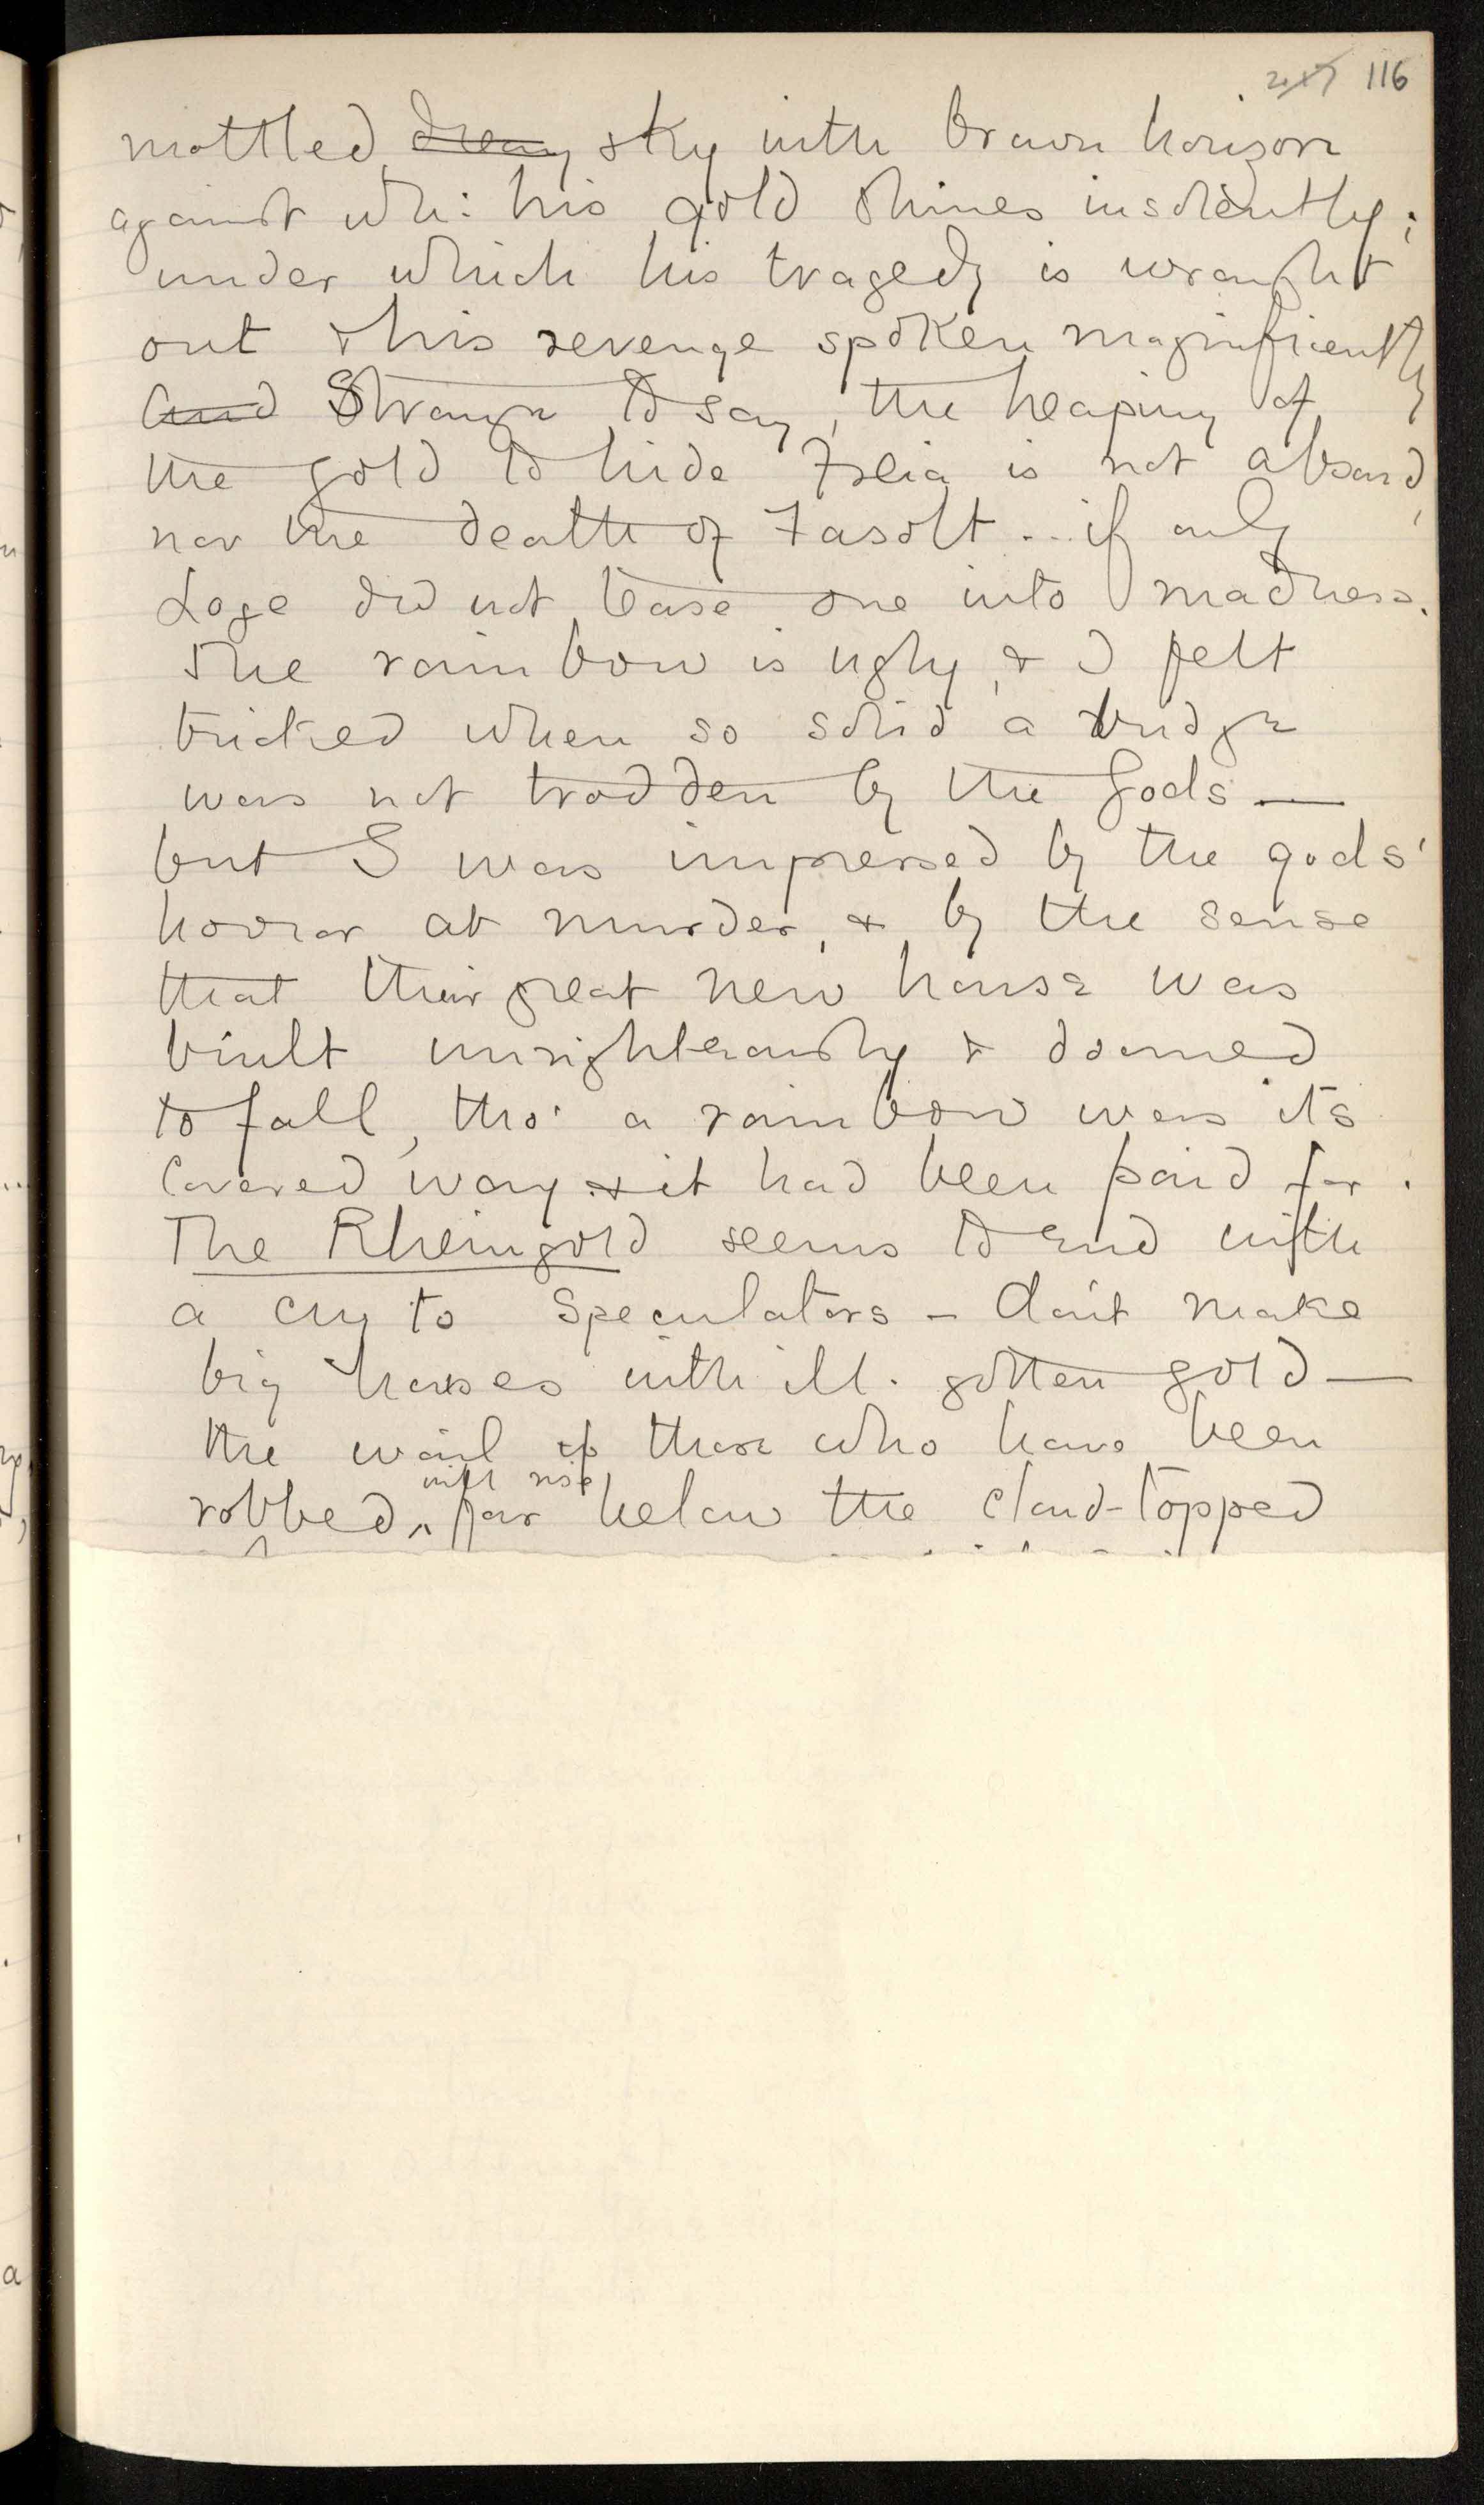 116
mottled dreamy sky with brown horizon
against whi: his gold shines insolently;
under which his tragedy is wrought
out & his revenge spoken magnificently
And Strange to say, the heaping of
the gold to hide Freia is not absurd,
nor the death of Fasolt... if only
Loge did not tease one into madness.
The rainbow is ugly, & I felt
tricked when so solid a bridge
was not trodden by the Gods —
but I was impressed by the gods'
horror at murder, & by the sense
that their great new house was
built unrighteously & doomed
to fall, tho' a rainbow was its
covered way & it had been paid for.
The Rheingold seems to end with
a cry to Speculators – don't make
big houses with ill-gotten gold —
the wail of those who have been
will rise
robbed, far below the cloud-topped